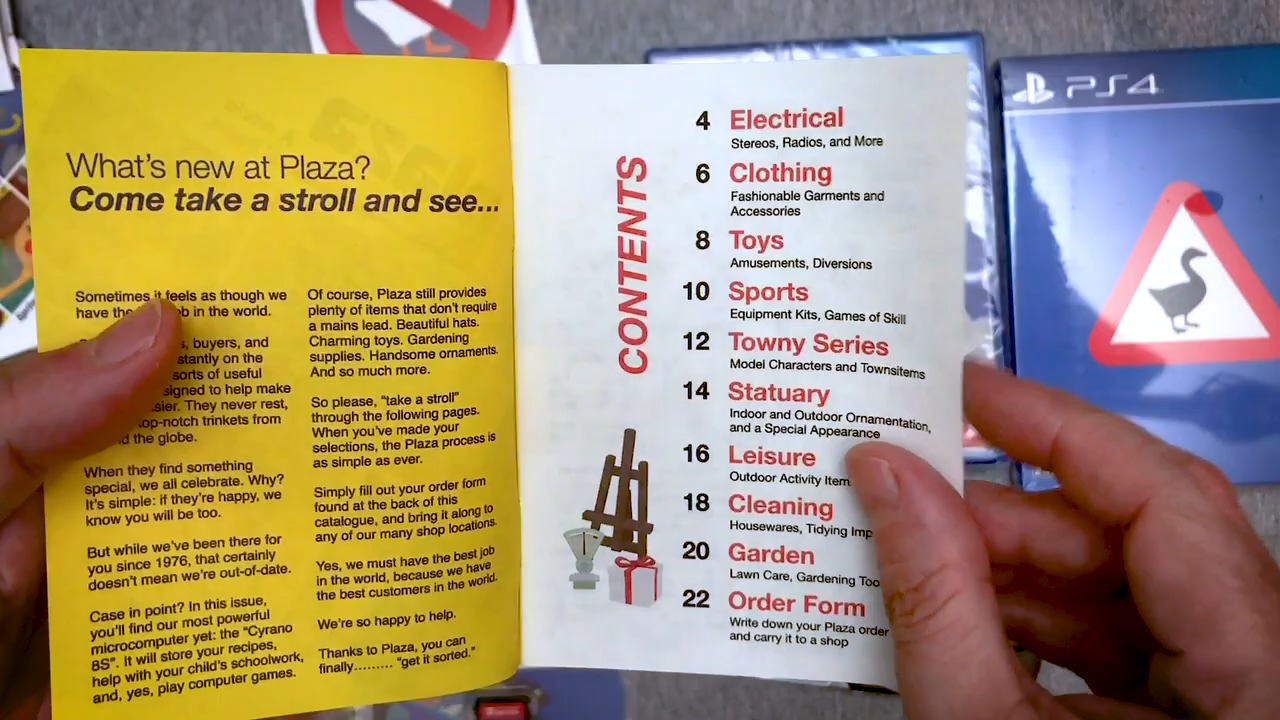 What's new at Plaza?
Come take a stroll and see...
Sometimes it feels as though we
have the in the world.
buyers, and
on the
sorts of useful
to help make
They never rest,
top-notch trinkets from
the globe.
When they find something
special, we all celebrate. Why?
It's simple: if they're happy, we
know you will be too.
But while we've been there for
you since 1976, that certainly
doesn't mean we're out-of-date.
Case in point? In this issue,
you'll find our most powerful
microcomputer yet: the "Cyrano
8S". It will store your recipes,
help with your child's schoolwork,
and, yes, play computer games.
Of course, Plaza still provides
plenty of items that don't require
a mains lead. Beautiful hats.
Charming toys. Gardening
supplies. Handsome ornaments.
And so much more.
So please, "take a stroll"
through the following pages.
When you've made your
selections, the Plaza process is
as simple as ever.
Simply fill out your order form
found at the back of this
catalogue, and bring it along to
any of our many shop locations.
Yes, we must have the best job
in the world, because we have
the best customers in the world.
We're so happy to help.
Thanks to Plaza, you can
finally......... "get it sorted."
CONTENTS
4 Electrical
Stereos, Radios, and More
6 Clothing
Fashionable Garments and
Accessories
8 Toys
Amusements, Diversions
10 Sports
Equipment Kits, Games of Skill
12 Towny Series
Model Characters and Townsitems
14 Statuary
Indoor and Outdoor Ornamentation,
and a Special Appearance
16 Leisure
Outdoor Activity
18 Cleaning
Housewares, Tidying
20 Garden
Lawn Care, Gardening
22 Order Form
Write down your Plaza order
and carry it to a shop
PS4